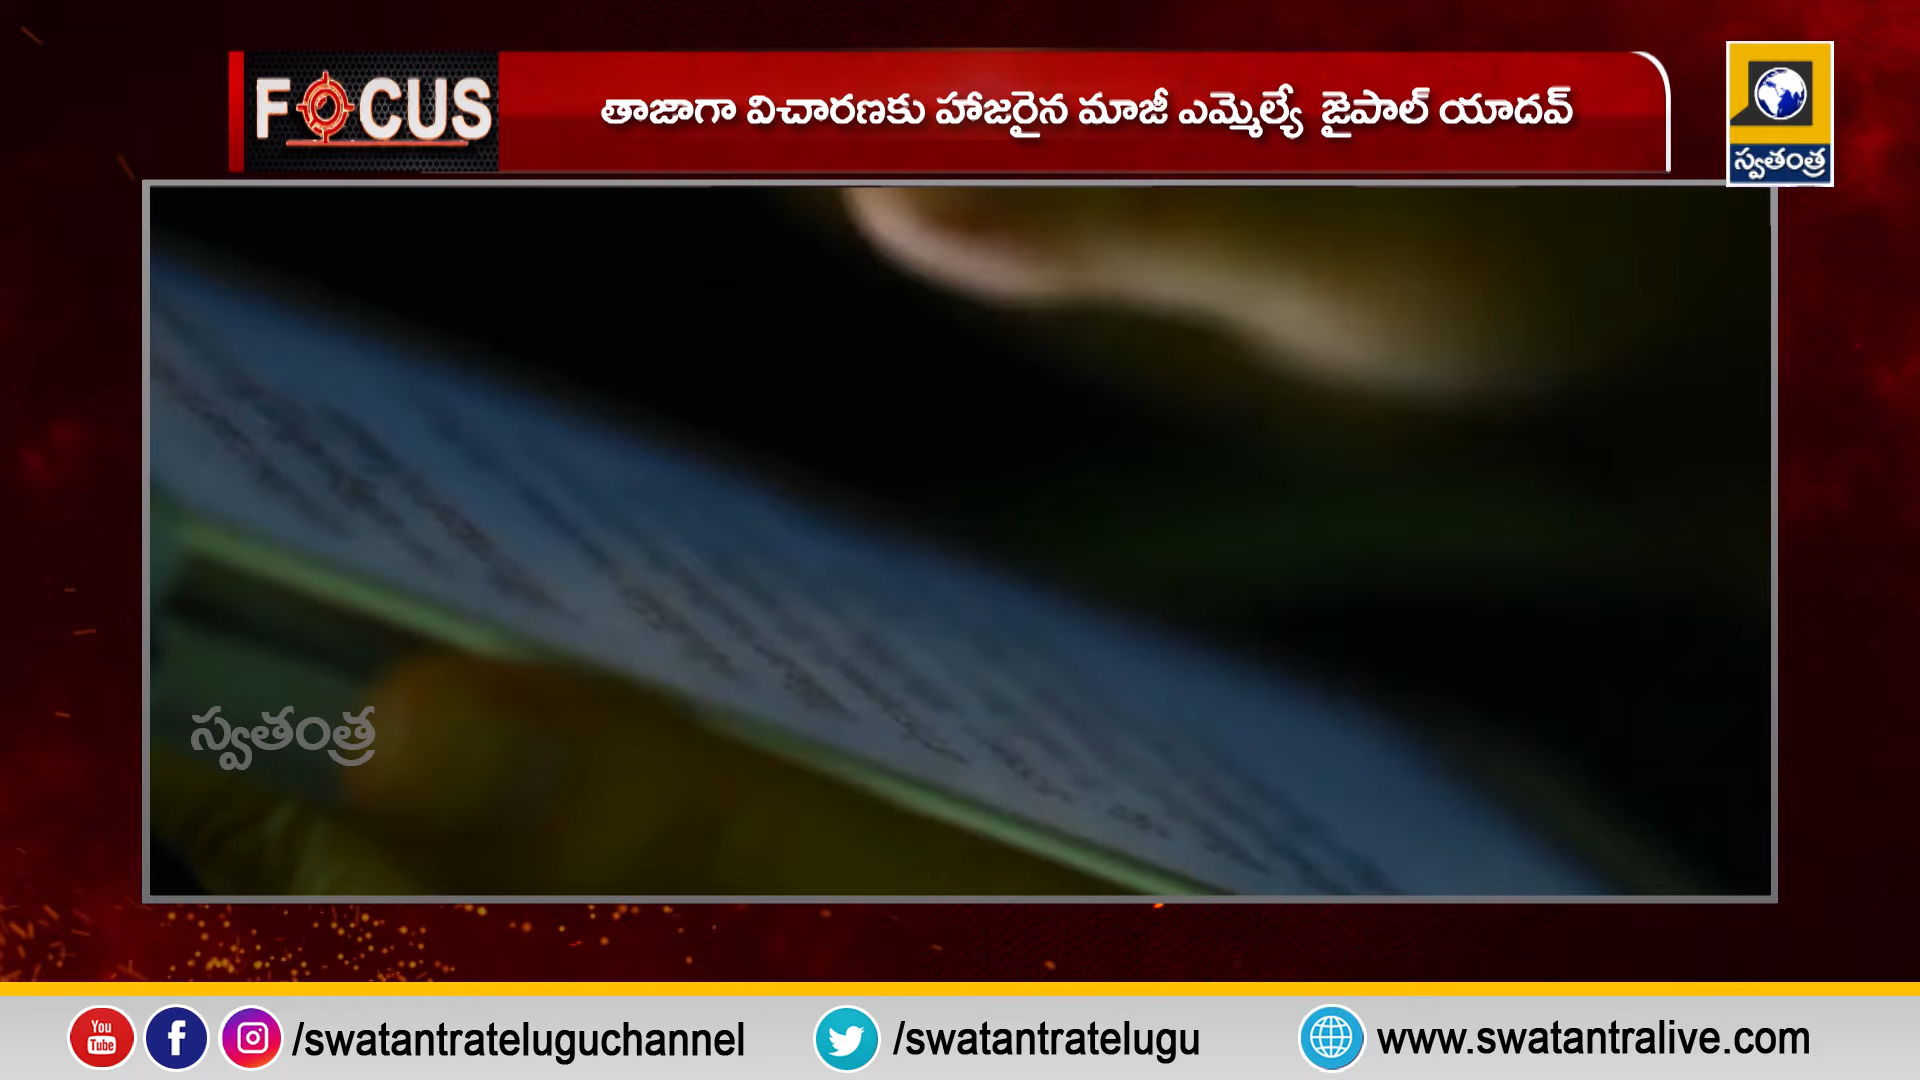 FOCUS
తాజాగా విచారణకు హాజరైన మాజీ ఎమ్మెల్యే జైపాల్ యాదవ్
స్వతంత్ర
స్వతంత్ర
You Tube
/swatantrateluguchannel
/swatantratelugu
www.swatantralive.com